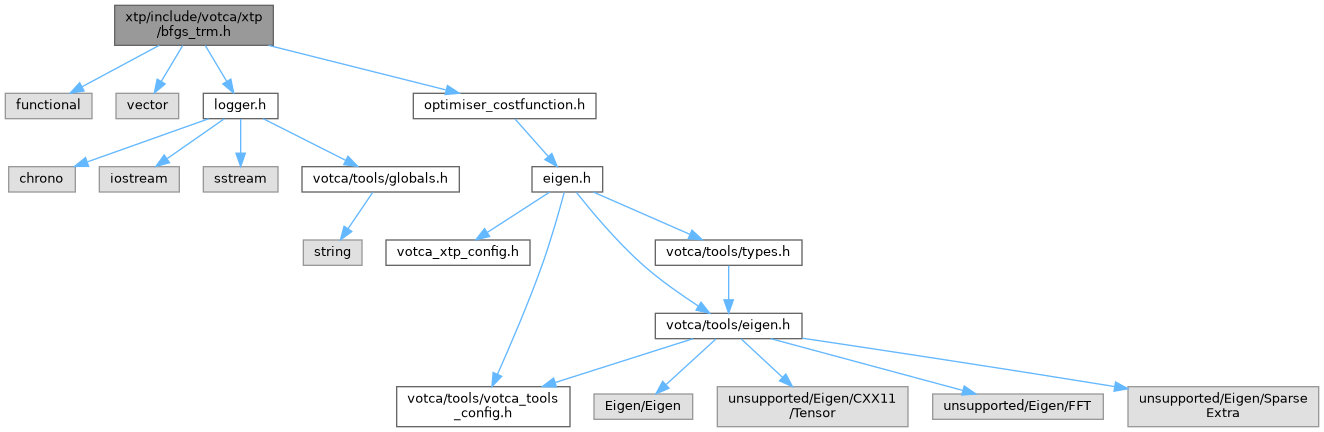 xtp/include/votca/xtp
/bfgs_trm.h
functional
vector
logger.h
optimiser_costfunction.h
chrono
iostream
sstream
votca/tools/globals.h
eigen.h
string
votca_xtp_config.h
votca/tools/types.h
votca/tools/eigen.h
votca/tools/votca_tools
_config.h
Eigen/Eigen
unsupported/Eigen/CXX11
/Tensor
unsupported/Eigen/FFT
unsupported/Eigen/Sparse
Extra